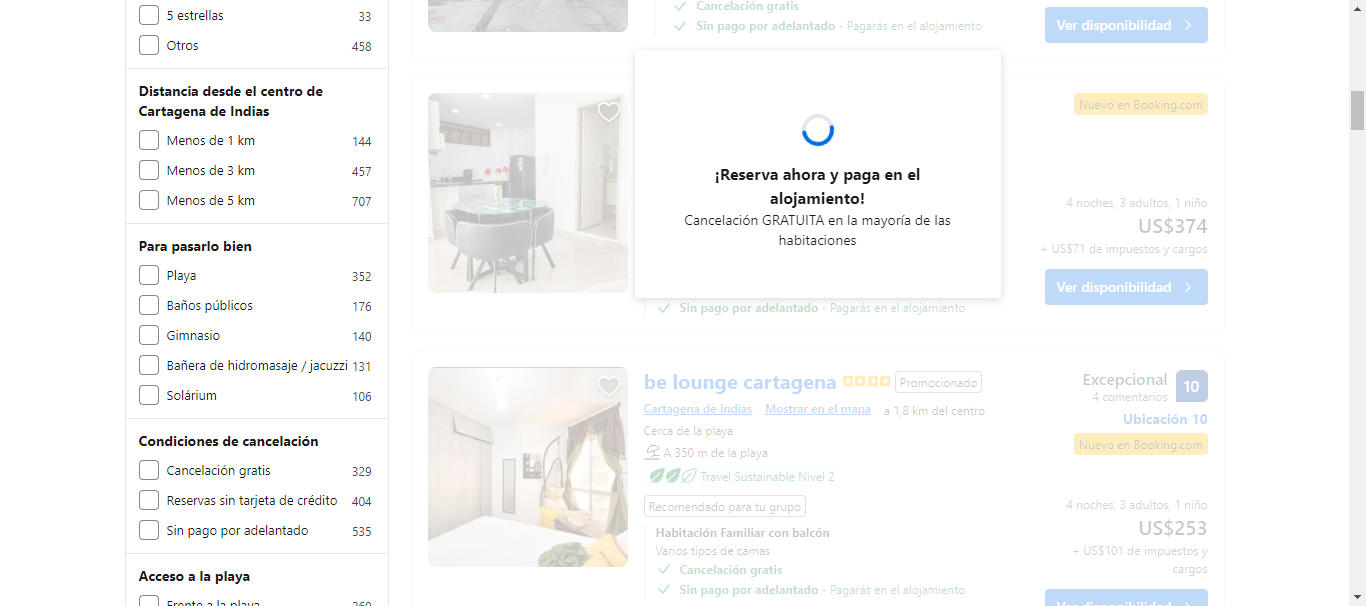 5 estrellas 33
Otros 458
Distancia desde el centro de
Cartagena de Indias
Menos de 1 km 144
Menos de 3 km 457
Menos de 5 km 707
Para pasarlo bien
Playa 352
Baños públicos 176
Gimnasio 140
Bañera de hidromasaje / jacuzzi 131
Solárium 106
Condiciones de cancelación
Cancelación gratis 329
Reservas sin tarjeta de crédito 404
Sin pago por adelantado 535
Acceso a la playa
Frente a la playa 260
Cancelación gratis
Sin pago por adelantado - Pagarás en el alojamiento
Ver disponibilidad
¡Reserva ahora y paga en el
alojamiento!
Cancelación GRATUITA en la mayoría de las
habitaciones
Nuevo en Booking.com
4 noches, 3 adultos, 1 niño
US$374
+ US$71 de impuestos y cargos
Ver disponibilidad
Sin pago por adelantado - Pagarás en el alojamiento
be lounge cartagena Promocionado
Cartagena de Indias Mostrar en el mapa a 1,8 km del centro
Cerca de la playa
A 350 m de la playa
Travel Sustainable Nivel 2
Recomendado para tu grupo
Habitación Familiar con balcón
Varios tipos de camas
Cancelación gratis
Sin pago por adelantado - Pagarás en el alojamiento
Excepcional 10
4 comentarios
Ubicación 10
Nuevo en Booking.com
4 noches, 3 adultos, 1 niño
US$253
+ US$101 de impuestos y
cargos
Ver disponibilidad